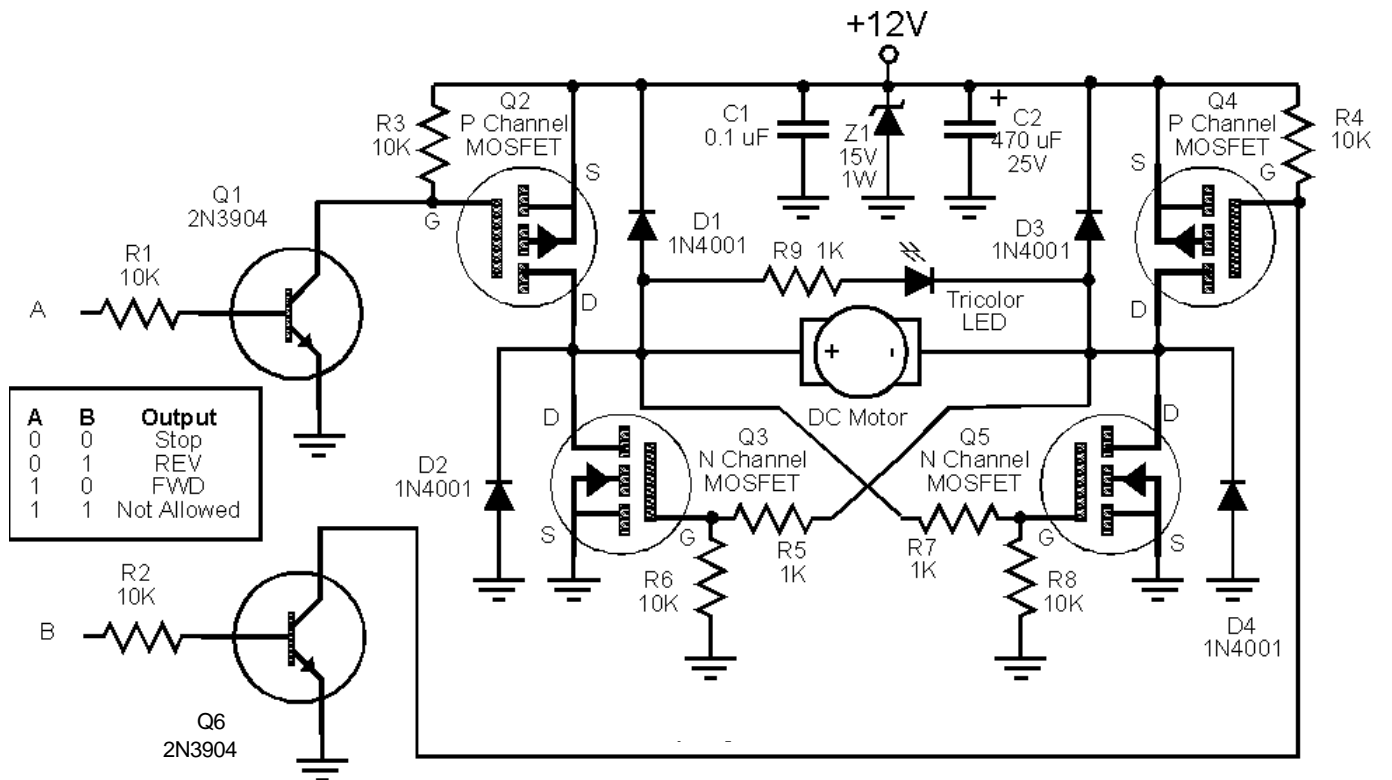 +12V
Q2
P Channel
MOSFET
R3
10K
C1
0.1 uF
Z1
15V
1W
+
C2
470 uF
25V
Q4
P Channel
MOSFET
R4
10K
S
G
D
S
G
D
Q1
2N3904
R1
10K
A
D1
1N4001
R9 1K
D3
1N4001
Tricolor
LED
+
-
DC Motor
A B Output
0 0 Stop
0 1 REV
1 0 FWD
1 1 Not Allowed
D2
1N4001
D
S
G
Q3
N Channel
MOSFET
Q5
N Channel
MOSFET
D
S
G
R5
1K
R7
1K
R6
10K
R8
10K
D4
1N4001
R2
10K
B
Q6
2N3904